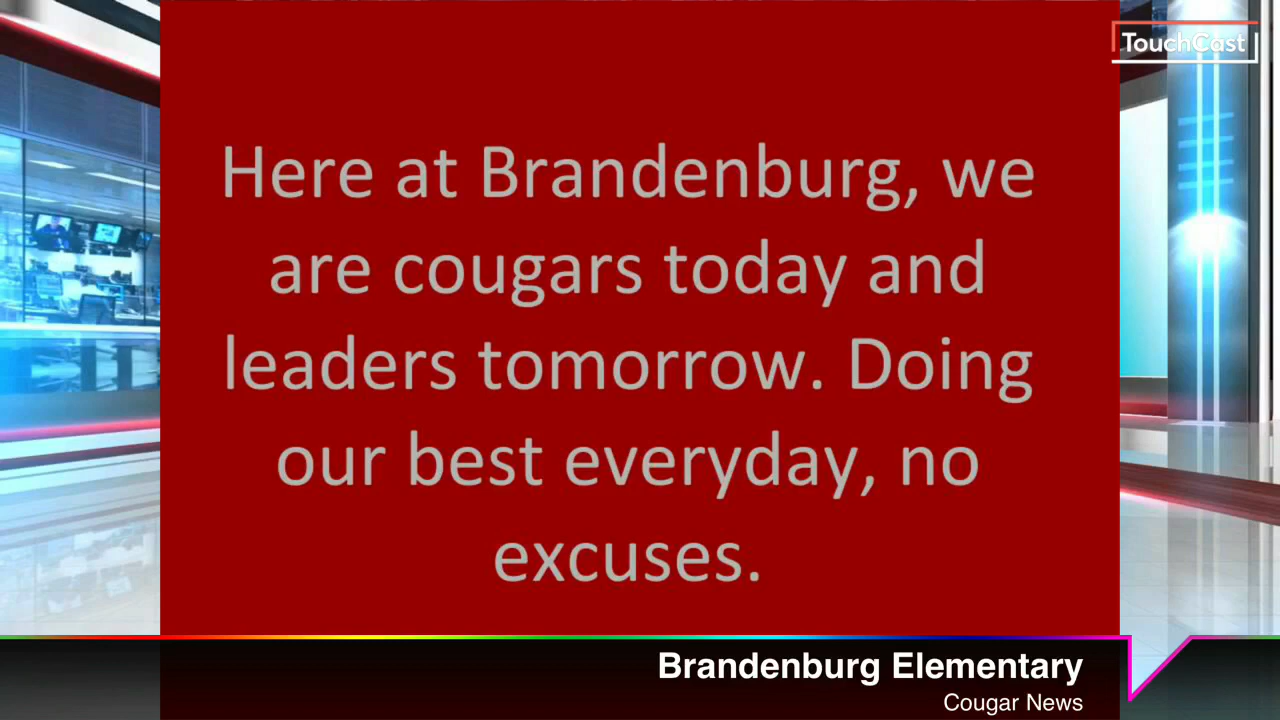 TouchCast
Here at Brandenburg, we
are cougars today and
leaders tomorrow. Doing
our best everyday, no
excuses.
Brandenburg Elementary
Cougar News